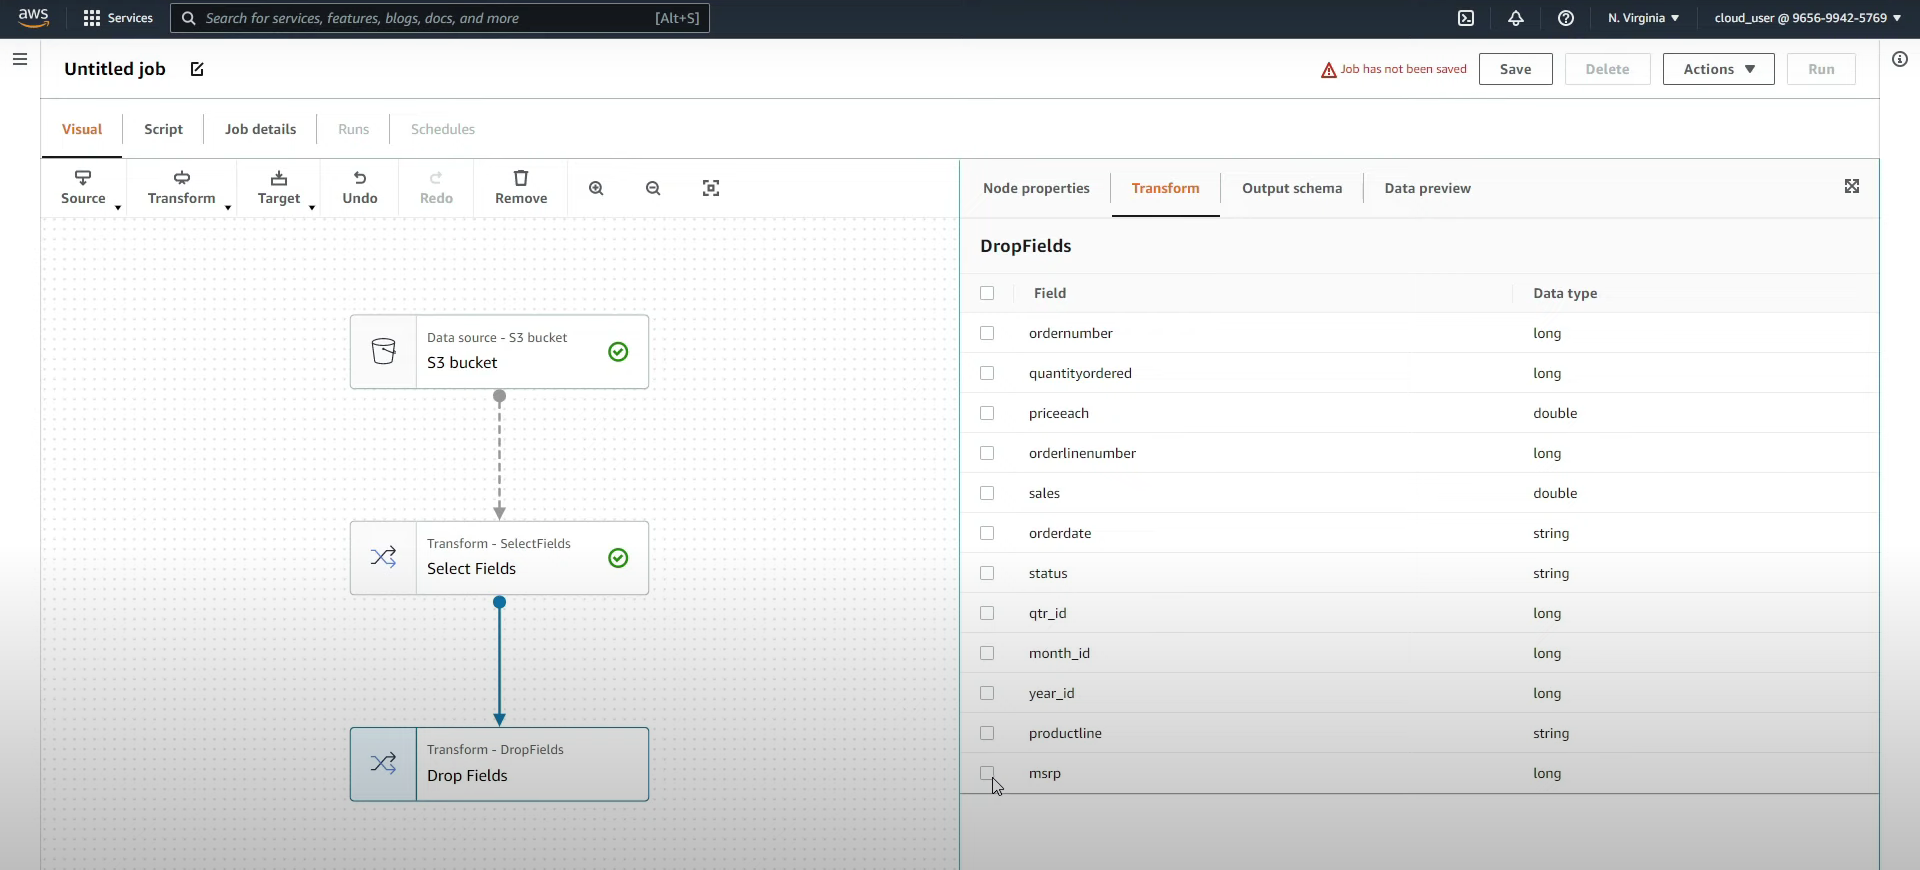 aws
Services
Search for services, features, blogs, docs, and more
[Alt+S]
N. Virginia
cloud_user @ 9656-9942-5769
Untitled job
Job has not been saved
Save
Delete
Actions
Run
Visual
Script
Job details
Runs
Schedules
Source
Transform
Target
Undo
Redo
Remove
Data source - S3 bucket
S3 bucket
Transform - SelectFields
Select Fields
Transform - DropFields
Drop Fields
Node properties
Transform
Output schema
Data preview
DropFields
Field Data type
ordernumber long
quantityordered long
priceeach double
orderlinenumber long
sales double
orderdate string
status string
qtr_id long
month_id long
year_id long
productline string
msrp long